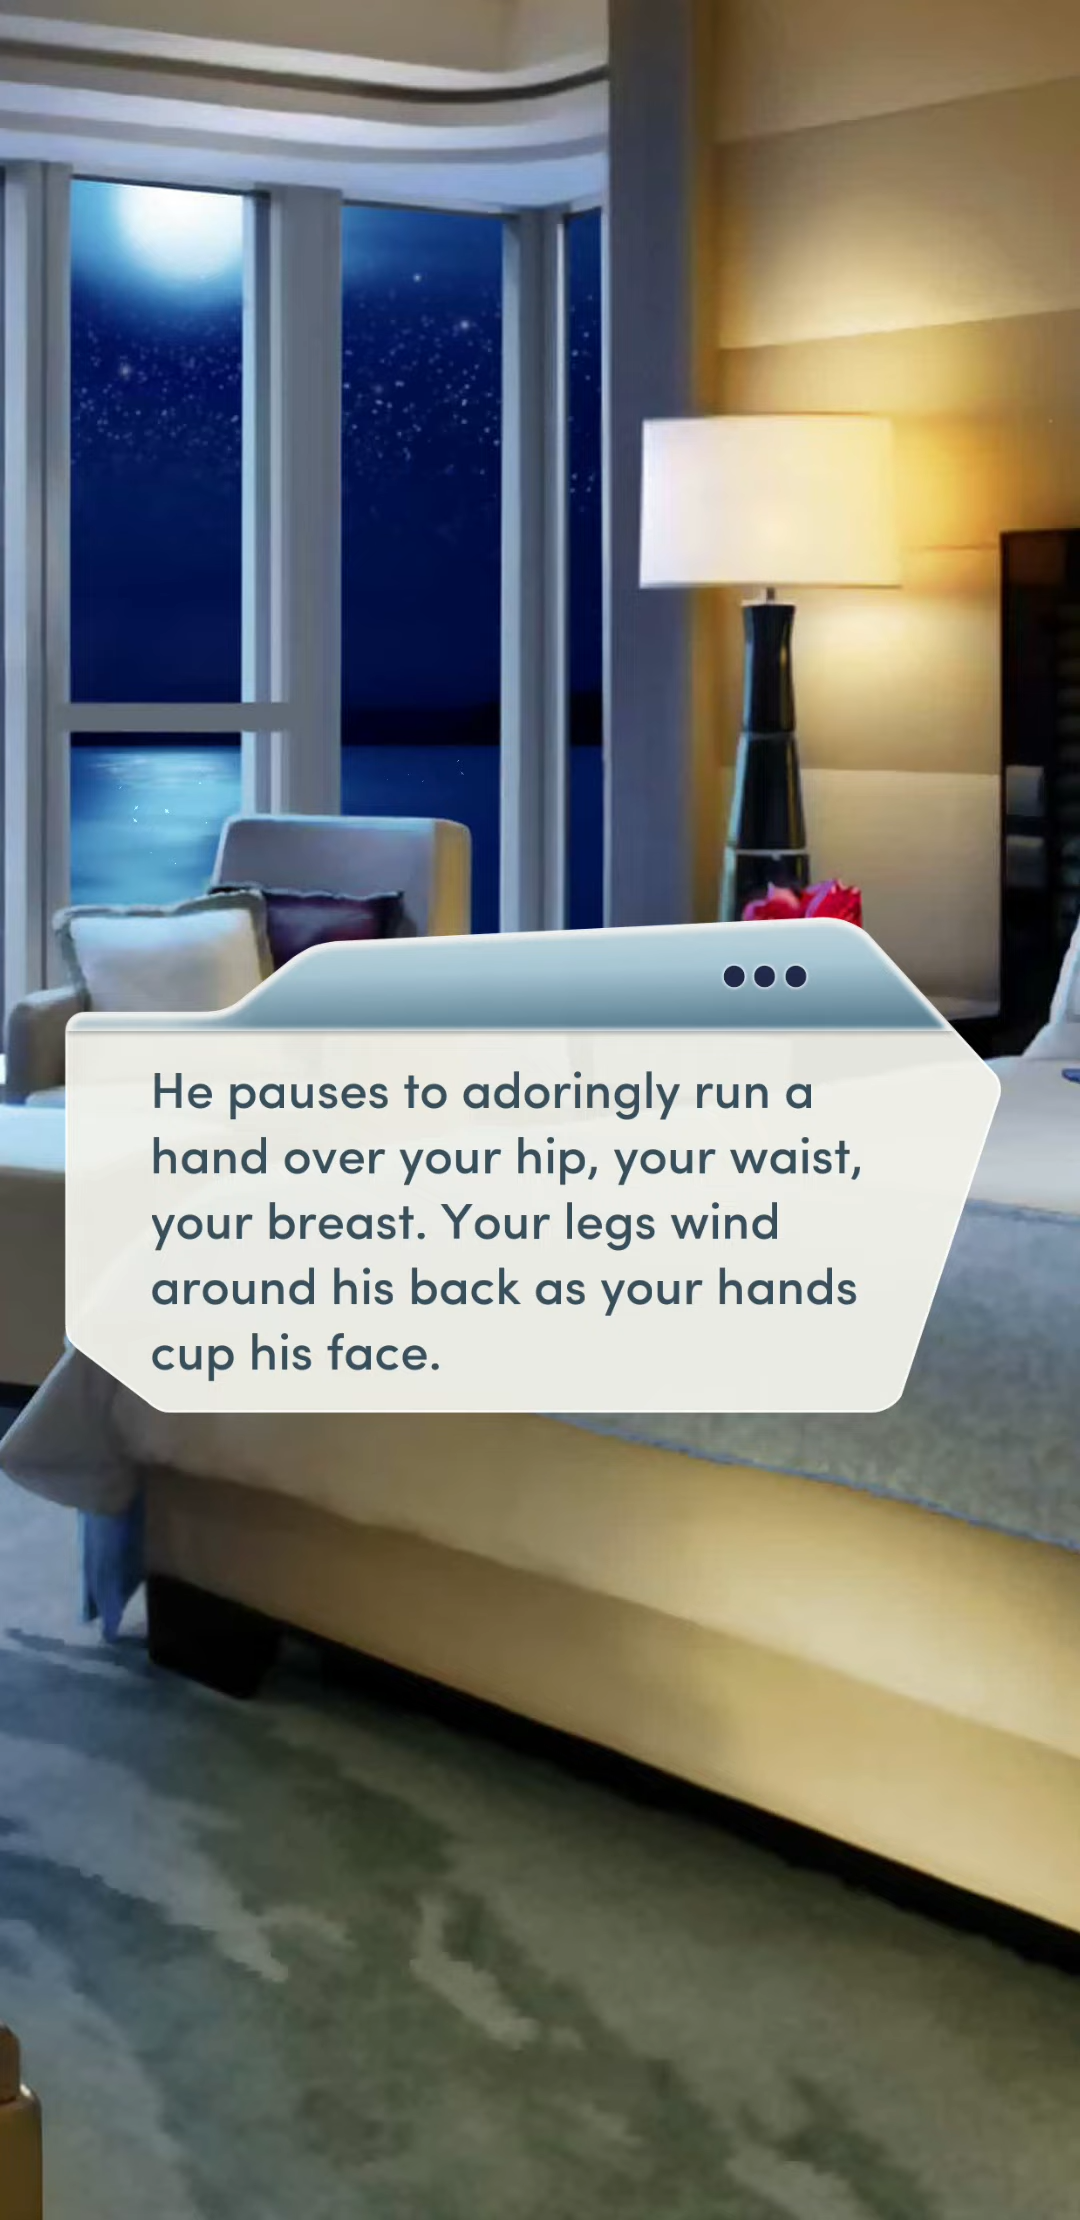 He pauses to adoringly run a
hand over your hip, your waist,
your breast. Your legs wind
around his back as your hands
cup his face.